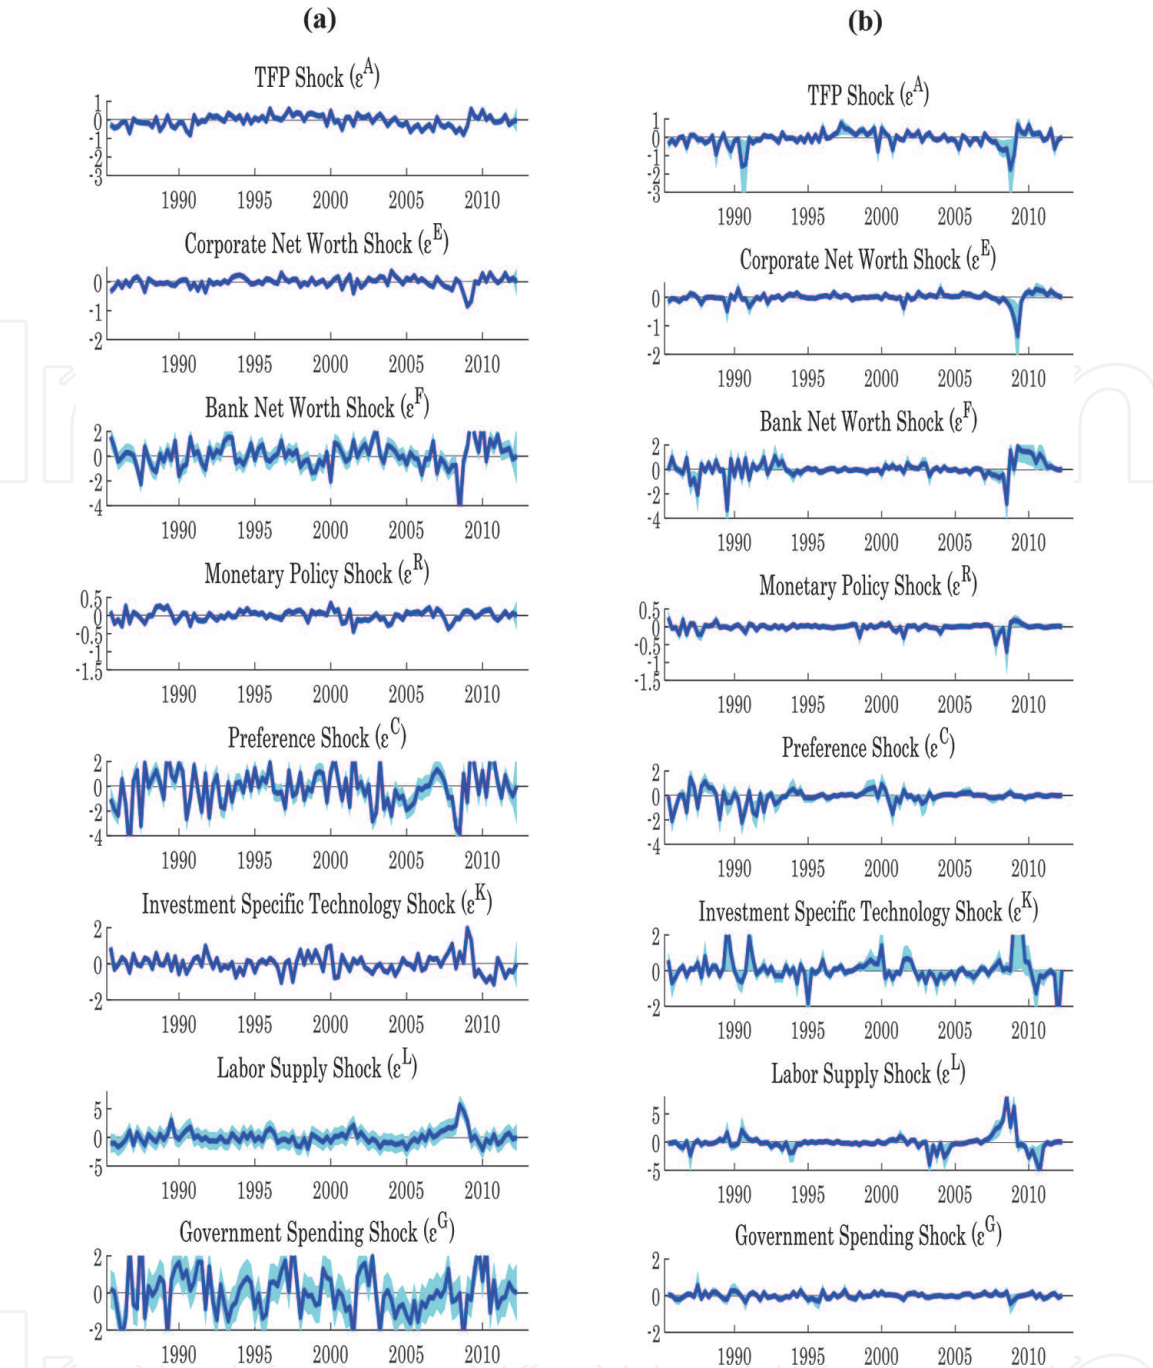 (a)
TFP Shock (ε^A)
1
0
-1
-2
-3
1990 1995 2000 2005 2010
Corporate Net Worth Shock (ε^E)
0
-1
-2
1990 1995 2000 2005 2010
Bank Net Worth Shock (ε^F)
2
0
-2
-4
1990 1995 2000 2005 2010
Monetary Policy Shock (ε^R)
0.5
0
-0.5
-1
-1.5
1990 1995 2000 2005 2010
Preference Shock (ε^C)
2
0
-2
-4
1990 1995 2000 2005 2010
Investment Specific Technology Shock (ε^K)
2
0
-2
1990 1995 2000 2005 2010
Labor Supply Shock (ε^L)
5
0
-5
1990 1995 2000 2005 2010
Government Spending Shock (ε^G)
2
0
-2
1990 1995 2000 2005 2010
(b)
TFP Shock (ε^A)
1
0
-1
-2
-3
1990 1995 2000 2005 2010
Corporate Net Worth Shock (ε^E)
0
-1
-2
1990 1995 2000 2005 2010
Bank Net Worth Shock (ε^F)
2
0
-2
-4
1990 1995 2000 2005 2010
Monetary Policy Shock (ε^R)
0.5
0
-0.5
-1
-1.5
1990 1995 2000 2005 2010
Preference Shock (ε^C)
2
0
-2
-4
1990 1995 2000 2005 2010
Investment Specific Technology Shock (ε^K)
2
0
-2
1990 1995 2000 2005 2010
Labor Supply Shock (ε^L)
5
0
-5
1990 1995 2000 2005 2010
Government Spending Shock (ε^G)
2
0
-2
1990 1995 2000 2005 2010